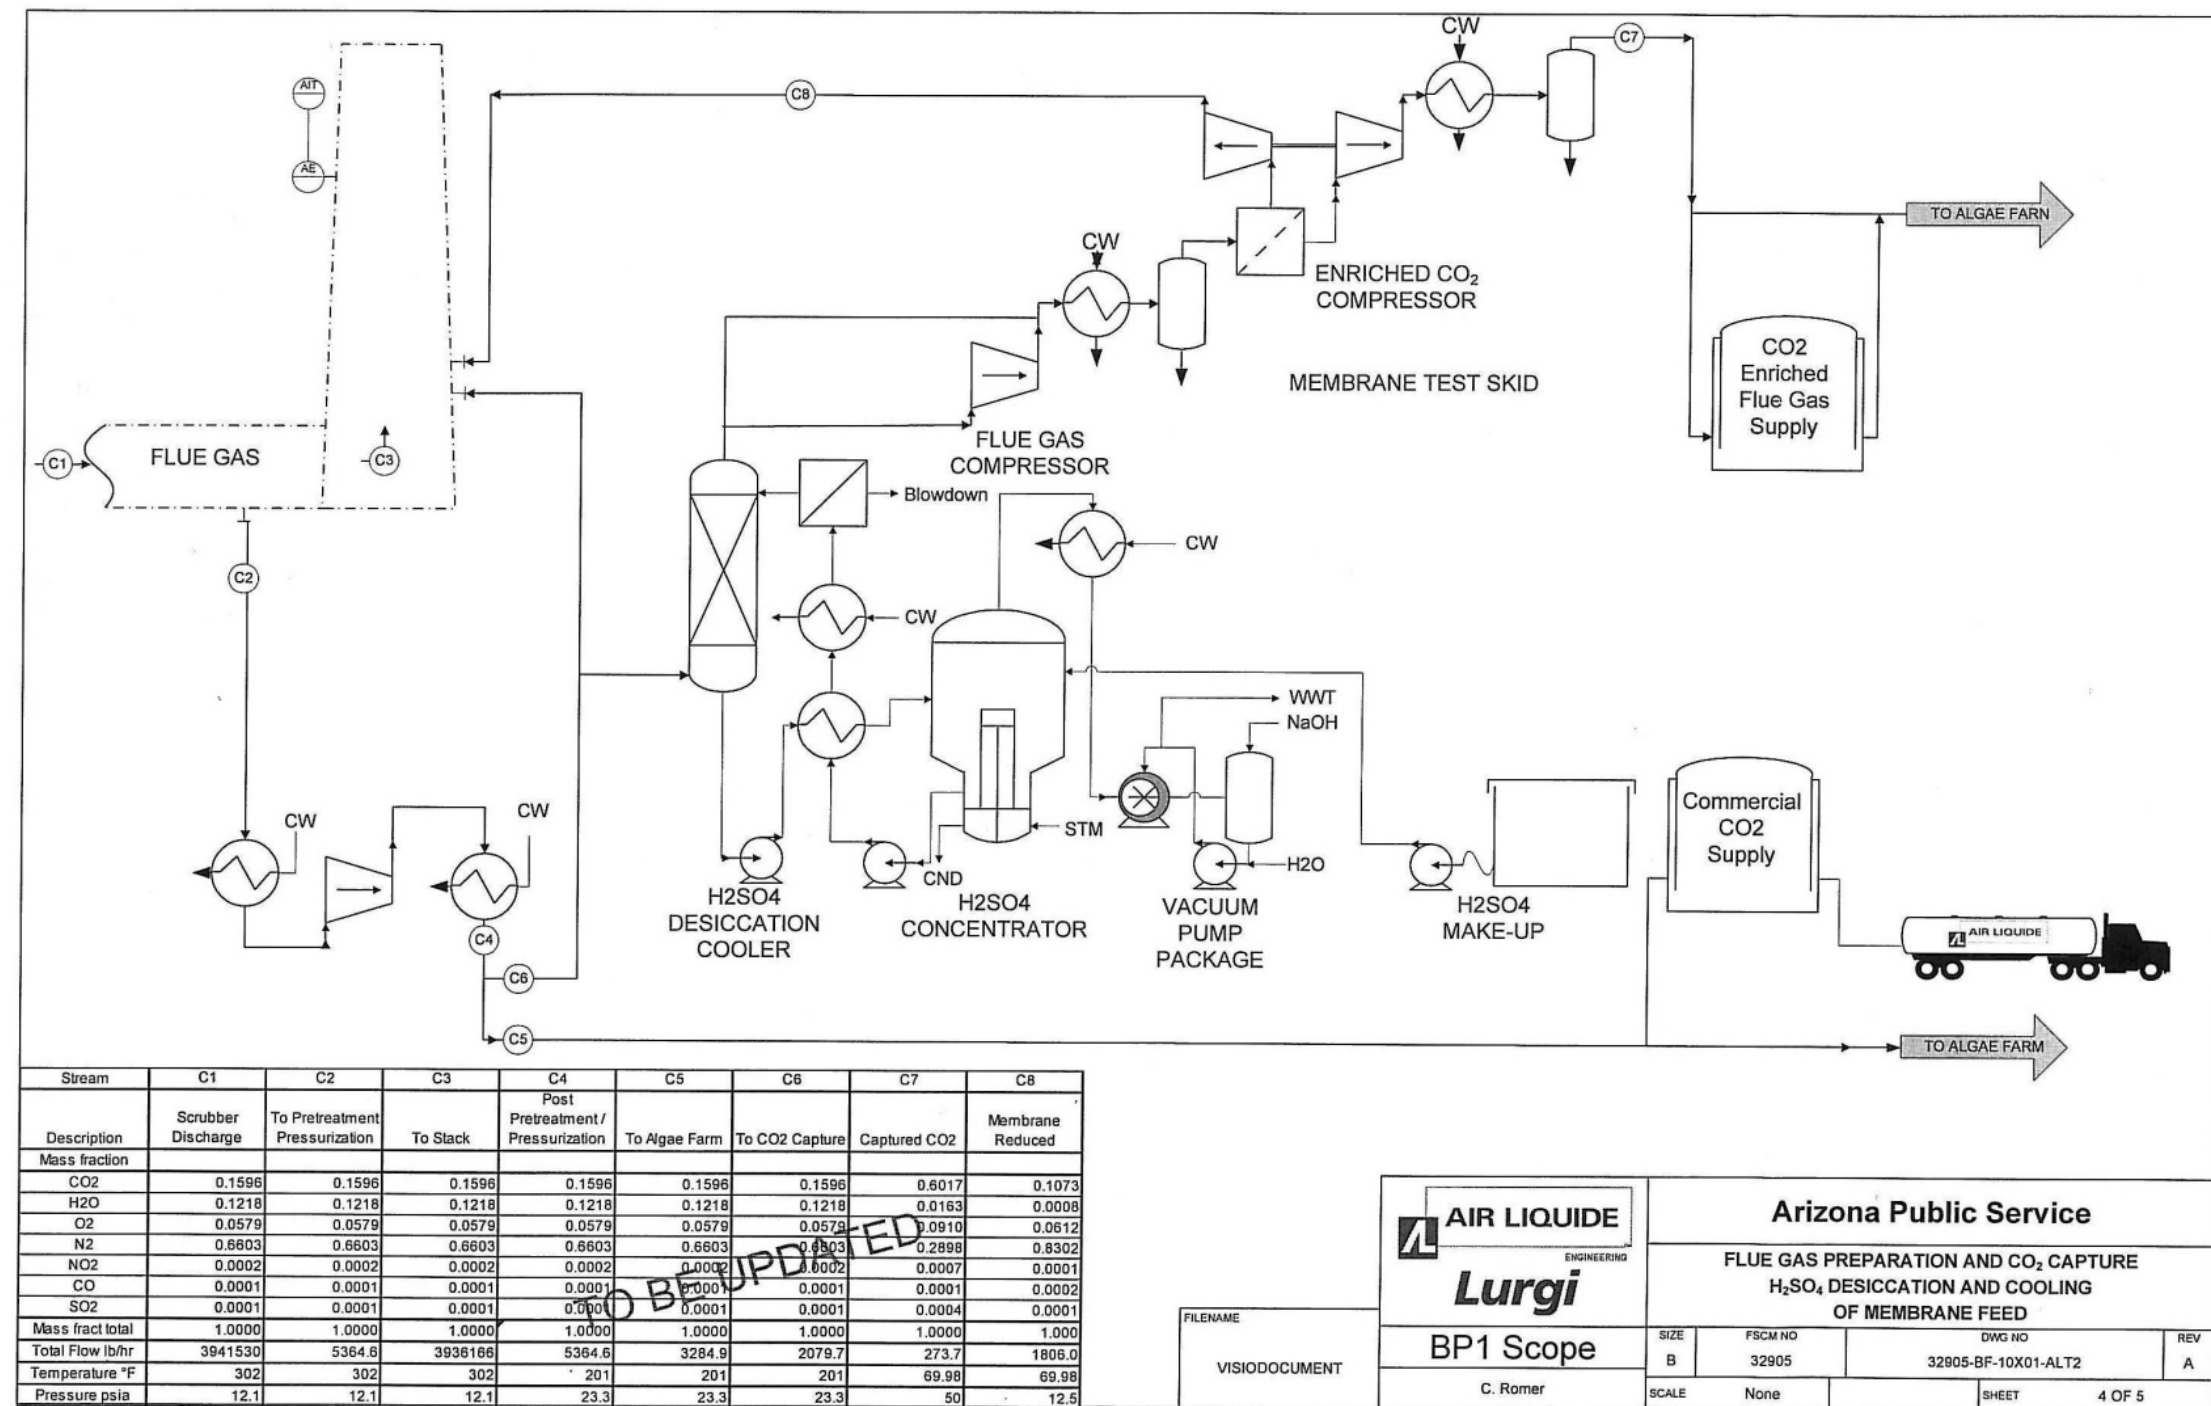 CW
C7
AIT
C8
AE
TO ALGAE FARN
CW
ENRICHED CO₂
COMPRESSOR
CO2
Enriched
Flue Gas
Supply
MEMBRANE TEST SKID
FLUE GAS
COMPRESSOR
C1
FLUE GAS
C3
Blowdown
CW
C2
CW
WWT
NaOH
Commercial
CO2
Supply
CW
CW
STM
H2O
CND
H2SO4
DESICCATION
COOLER
H2SO4
CONCENTRATOR
VACUUM
PUMP
PACKAGE
H2SO4
MAKE-UP
AIR LIQUIDE
C4
C6
C5
TO ALGAE FARM
Stream C1 C2 C3 C4 C5 C6 C7 C8
Description Scrubber Discharge To Pretreatment Pressurization To Stack Post Pretreatment / Pressurization To Algae Farm To CO2 Capture Captured CO2 Membrane Reduced
Mass fraction
CO2 0.1596 0.1596 0.1596 0.1596 0.1596 0.1596 0.6017 0.1073
H2O 0.1218 0.1218 0.1218 0.1218 0.1218 0.1218 0.0163 0.0008
O2 0.0579 0.0579 0.0579 0.0579 0.0579 0.0579 0.0910 0.0612
N2 0.6603 0.6603 0.6603 0.6603 0.6603 0.6603 0.2898 0.8302
NO2 0.0002 0.0002 0.0002 0.0002 0.0002 0.0002 0.0007 0.0001
CO 0.0001 0.0001 0.0001 0.0001 0.0001 0.0001 0.0001 0.0002
SO2 0.0001 0.0001 0.0001 0.0001 0.0001 0.0001 0.0004 0.0001
Mass fract total 1.0000 1.0000 1.0000 1.0000 1.0000 1.0000 1.0000 1.000
Total Flow lb/hr 3941530 5364.6 3936166 5364.6 3284.9 2079.7 273.7 1806.0
Temperature °F 302 302 302 201 201 201 69.98 69.98
Pressure psia 12.1 12.1 12.1 23.3 23.3 23.3 50 12.5
TO BE UPDATED
FILENAME
VISIODOCUMENT
AIR LIQUIDE
ENGINEERING
Lurgi
BP1 Scope
C. Romer
Arizona Public Service
FLUE GAS PREPARATION AND CO₂ CAPTURE
H₂SO₄ DESICCATION AND COOLING
OF MEMBRANE FEED
SIZE FSCM NO DWG NO REV
B 32905 32905-BF-10X01-ALT2 A
SCALE None SHEET 4 OF 5